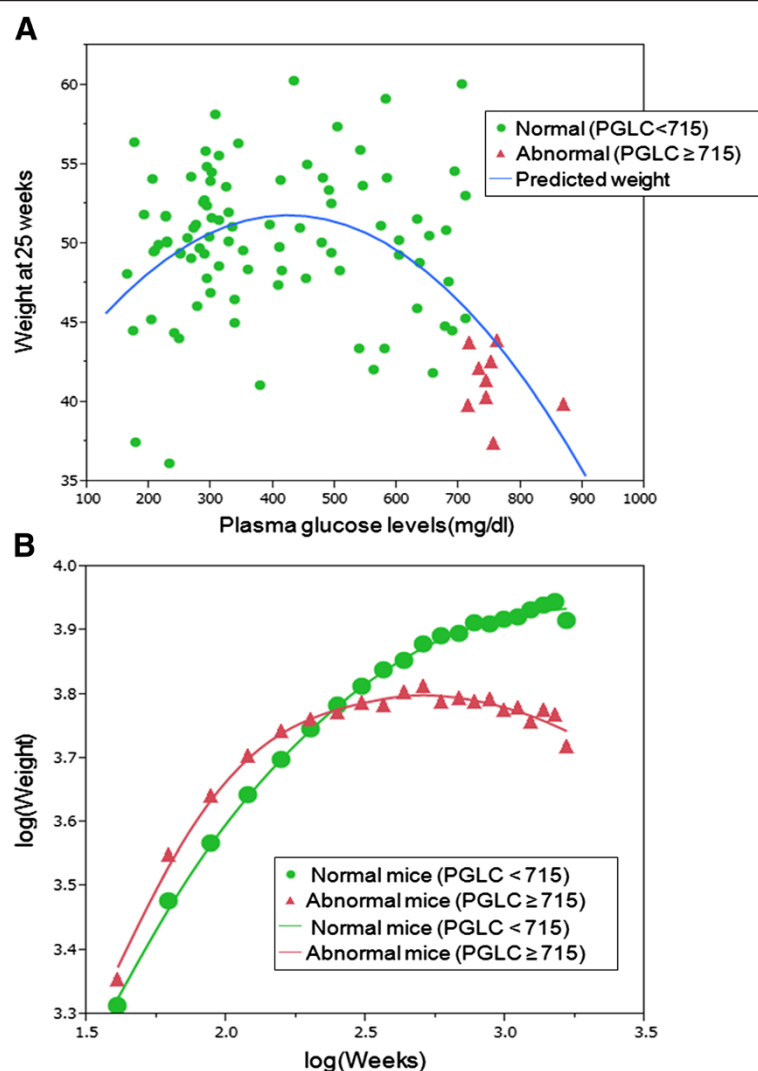 A
60
55
50
45
40
35
Weight at 25 weeks
Normal (PGLC<715)
Abnormal (PGLC ≥ 715)
Predicted weight
100 200 300 400 500 600 700 800 900 1000
Plasma glucose levels(mg/dl)
B
4.0
3.9
3.8
3.7
3.6
3.5
3.4
3.3
log(Weight)
Normal mice (PGLC < 715)
Abnormal mice (PGLC ≥ 715)
Normal mice (PGLC < 715)
Abnormal mice (PGLC ≥ 715)
1.5 2.0 2.5 3.0 3.5
log(Weeks)